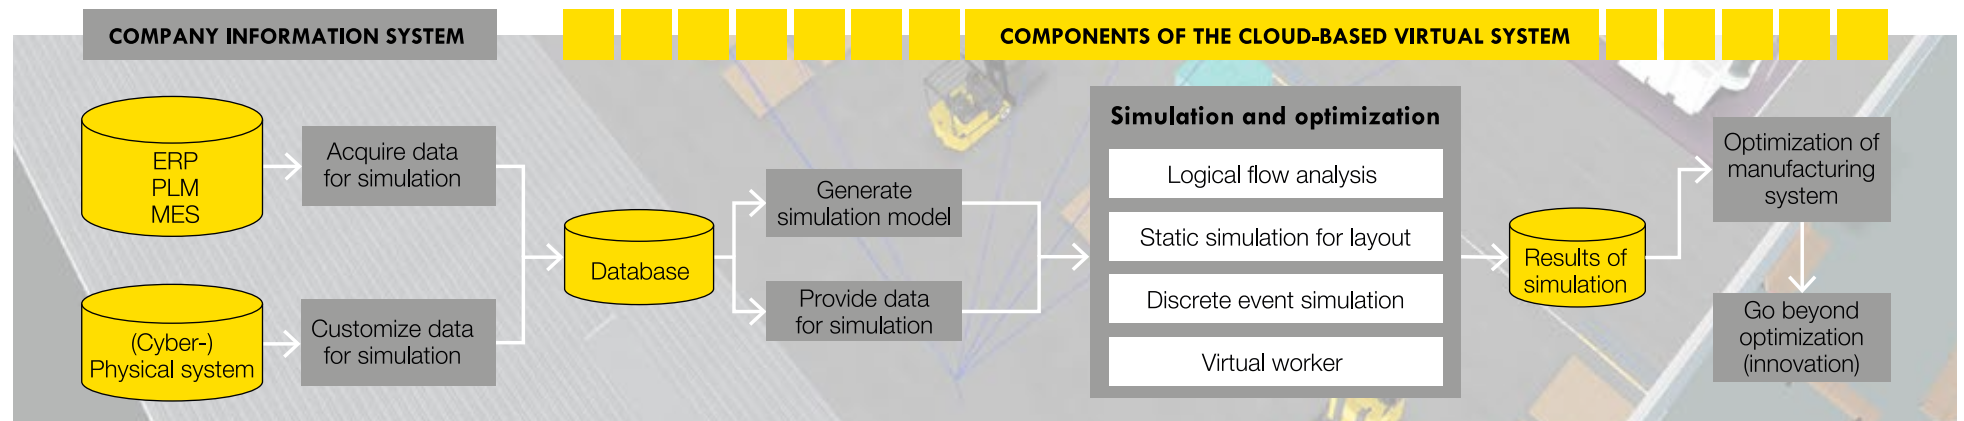 COMPANY INFORMATION SYSTEM
COMPONENTS OF THE CLOUD-BASED VIRTUAL SYSTEM
ERP
PLM
MES
Acquire data
for simulation
(Cyber-)
Physical system
Customize data
for simulation
Database
Generate
simulation model
Provide data
for simulation
Simulation and optimization
Logical flow analysis
Static simulation for layout
Discrete event simulation
Virtual worker
Results of
simulation
Optimization of
manufacturing
system
Go beyond
optimization
(innovation)